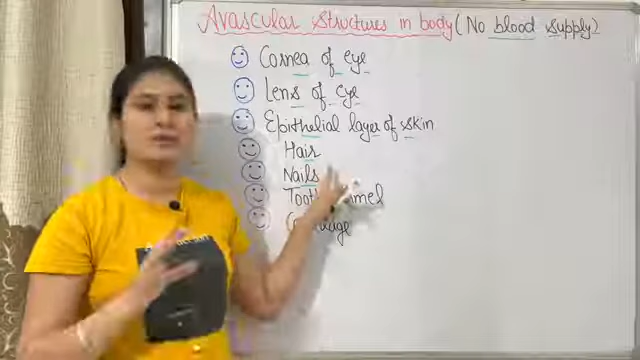 Avascular Structures in body (No blood supply)
Cornea of eye
Lens of eye
Epithelial layer of skin
Hair
Nails